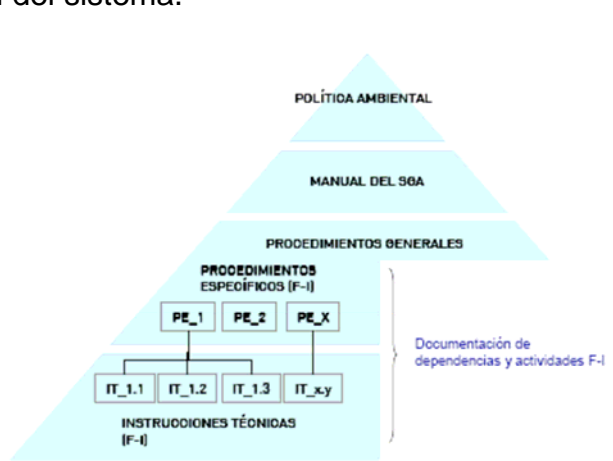 del sistema.
POLÍTICA AMBIENTAL
MANUAL DEL SGA
PROCEDIMIENTOS GENERALES
PROCEDIMIENTOS
ESPECÍFICOS (F-I)
PE_1 PE_2 PE_X
Documentación de
dependencias y actividades F-I
IT_1.1 IT_1.2 IT_1.3 IT_x.y
INSTRUCCIONES TÉCNICAS
(F-I)